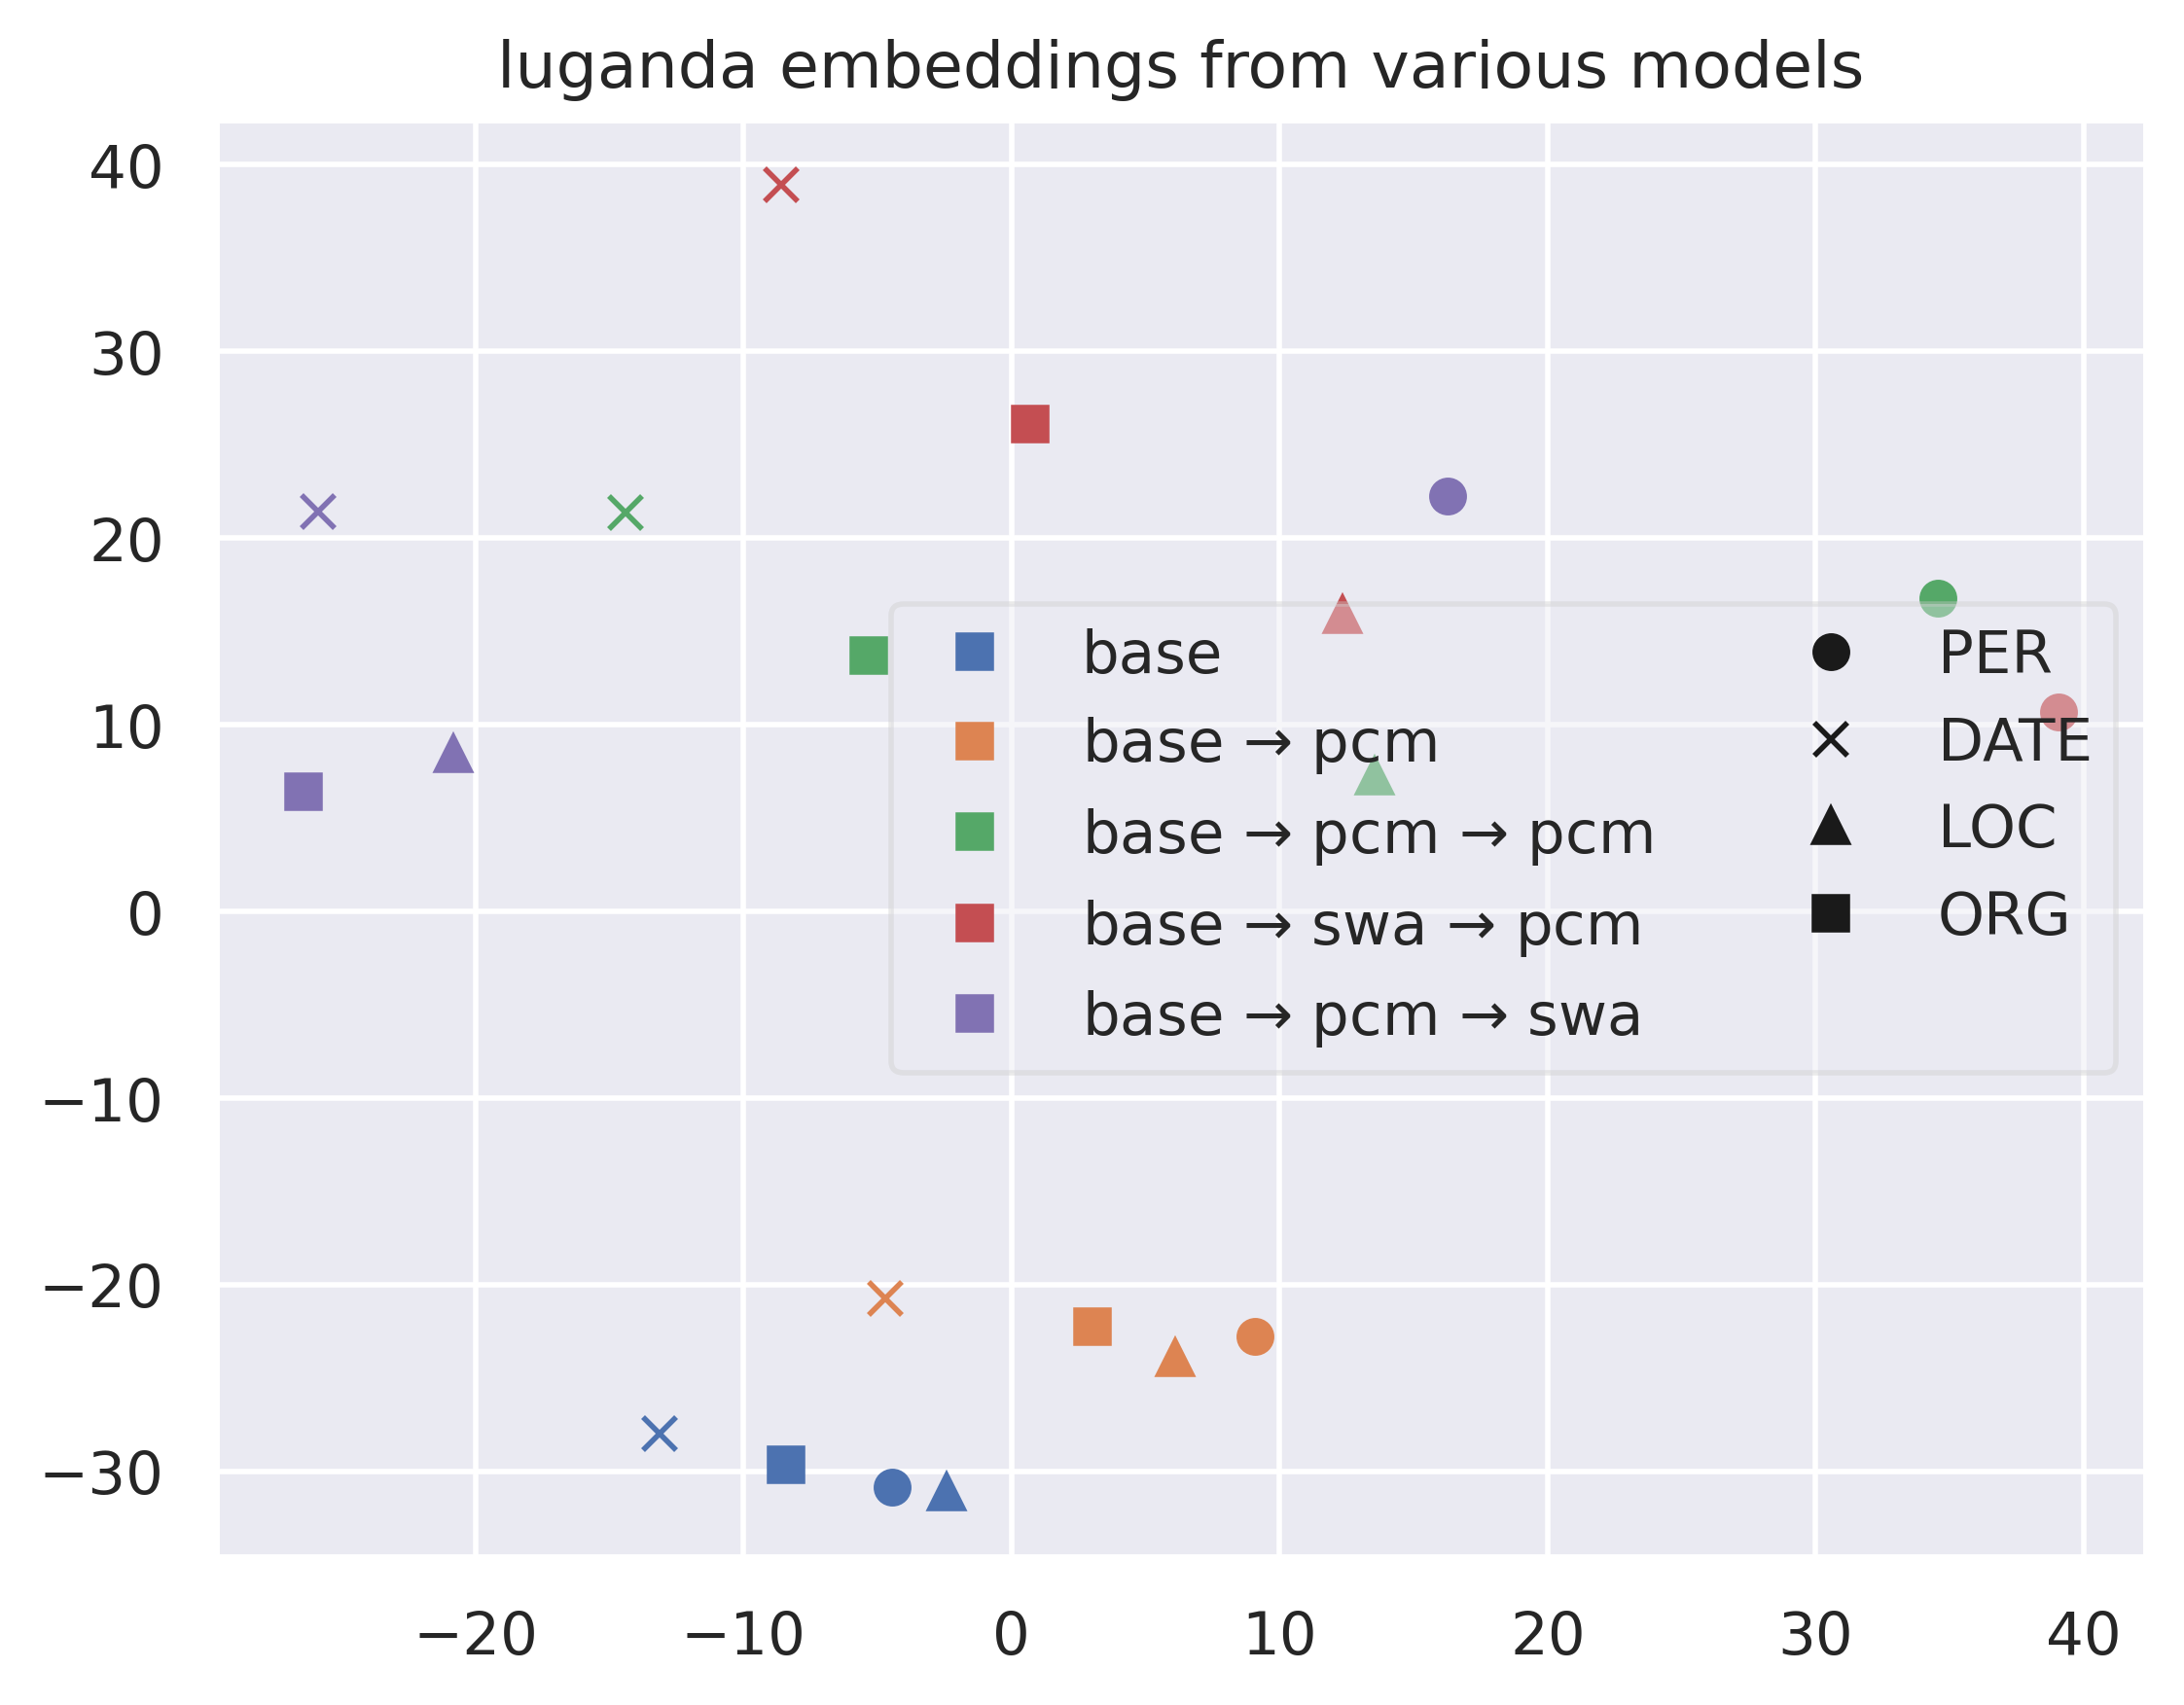 luganda embeddings from various models
40
30
20
10
0
−10
−20
−30
base
base → pcm
base → pcm → pcm
base → swa → pcm
base → pcm → swa
PER
DATE
LOC
ORG
−20 −10 0 10 20 30 40